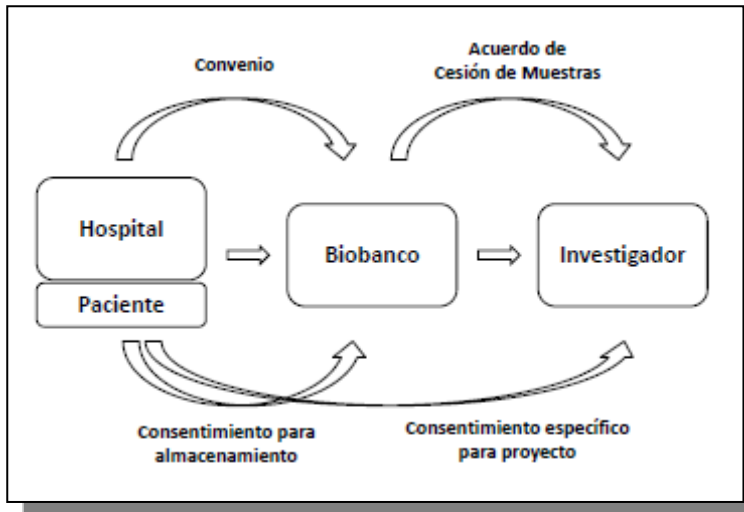 Convenio
Acuerdo de
Cesión de Muestras
Hospital
Paciente
Biobanco
Investigador
Consentimiento para
almacenamiento
Consentimiento específico
para proyecto